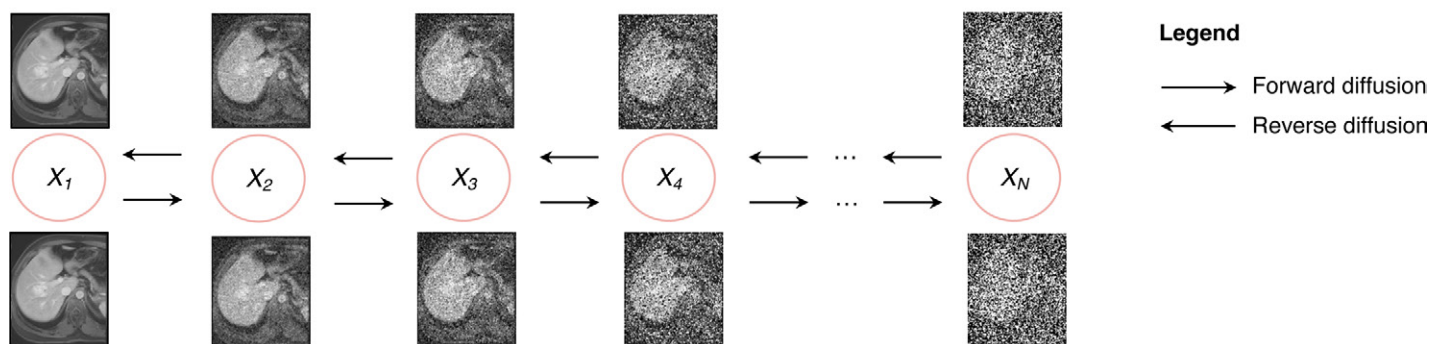 Legend
Forward diffusion
Reverse diffusion
X1 X2 X3 X4 ... XN
...